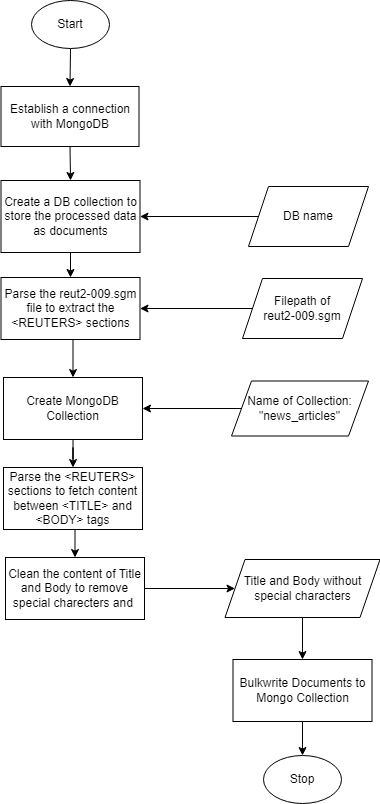 Start
Establish a connection
with MongoDB
Create a DB collection to
store the processed data
as documents
DB name
Parse the reut2-009.sgm
file to extract the
<REUTERS> sections
Filepath of
reut2-009.sgm
Create MongoDB
Collection
Name of Collection:
"news_articles"
Parse the <REUTERS>
sections to fetch content
between <TITLE> and
<BODY> tags
Clean the content of Title
and Body to remove
special charecters and
Title and Body without
special characters
Bulkwrite Documents to
Mongo Collection
Stop